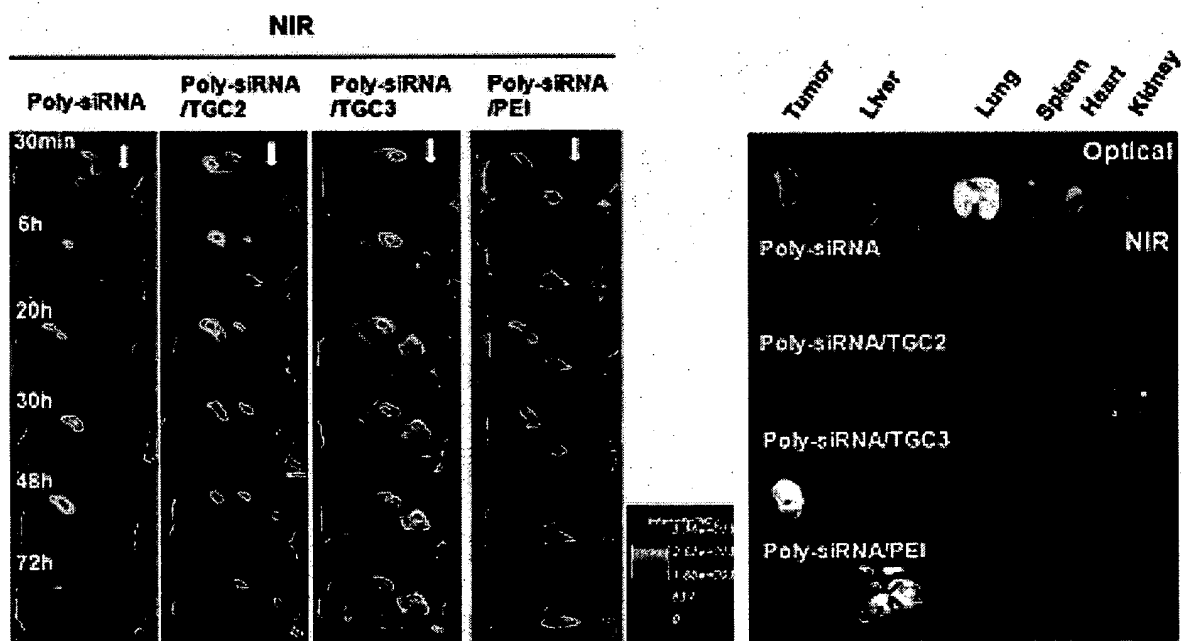 NIR
Poly-siRNA
Poly-siRNA
/TGC2
Poly-siRNA
/TGC3
Poly-siRNA
/PEI
30min
6h
20h
30h
48h
72h
0
Tumor
Liver
Lung
Spleen
Heart
Kidney
Optical
Poly-siRNA
NIR
Poly-siRNA/TGC2
Poly-siRNA/TGC3
Poly-siRNA/PEI